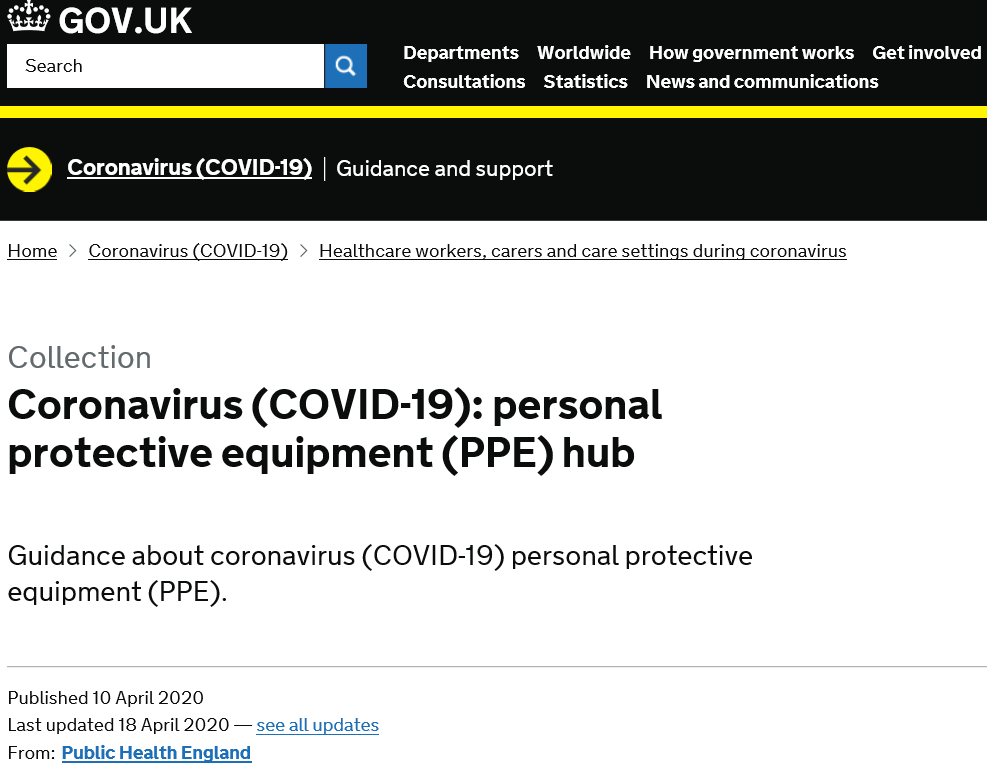 GOV.UK
Search
Departments Worldwide How government works Get involved
Consultations Statistics News and communications
Coronavirus (COVID-19) | Guidance and support
Home > Coronavirus (COVID-19) > Healthcare workers, carers and care settings during coronavirus
Collection
Coronavirus (COVID-19): personal
protective equipment (PPE) hub
Guidance about coronavirus (COVID-19) personal protective
equipment (PPE).
Published 10 April 2020
Last updated 18 April 2020 — see all updates
From: Public Health England